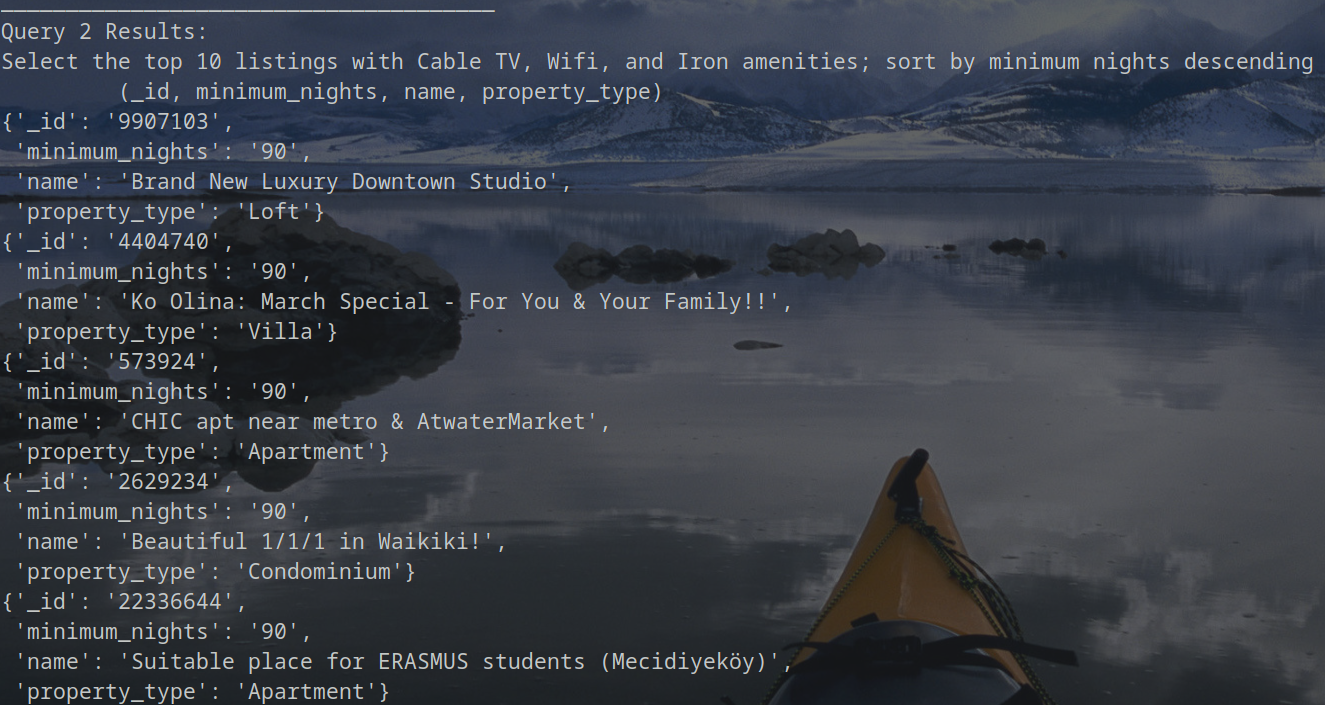 Query 2 Results:
Select the top 10 listings with Cable TV, Wifi, and Iron amenities; sort by minimum nights descending
(_id, minimum_nights, name, property_type)
{'_id': '9907103',
'minimum_nights': '90',
'name': 'Brand New Luxury Downtown Studio',
'property_type': 'Loft'}
{'_id': '4404740',
'minimum_nights': '90',
'name': 'Ko Olina: March Special - For You & Your Family!!',
'property_type': 'Villa'}
{'_id': '573924',
'minimum_nights': '90',
'name': 'CHIC apt near metro & AtwaterMarket',
'property_type': 'Apartment'}
{'_id': '2629234',
'minimum_nights': '90',
'name': 'Beautiful 1/1/1 in Waikiki!',
'property_type': 'Condominium'}
{'_id': '22336644',
'minimum_nights': '90',
'name': 'Suitable place for ERASMUS students (Mecidiyeköy)',
'property_type': 'Apartment'}